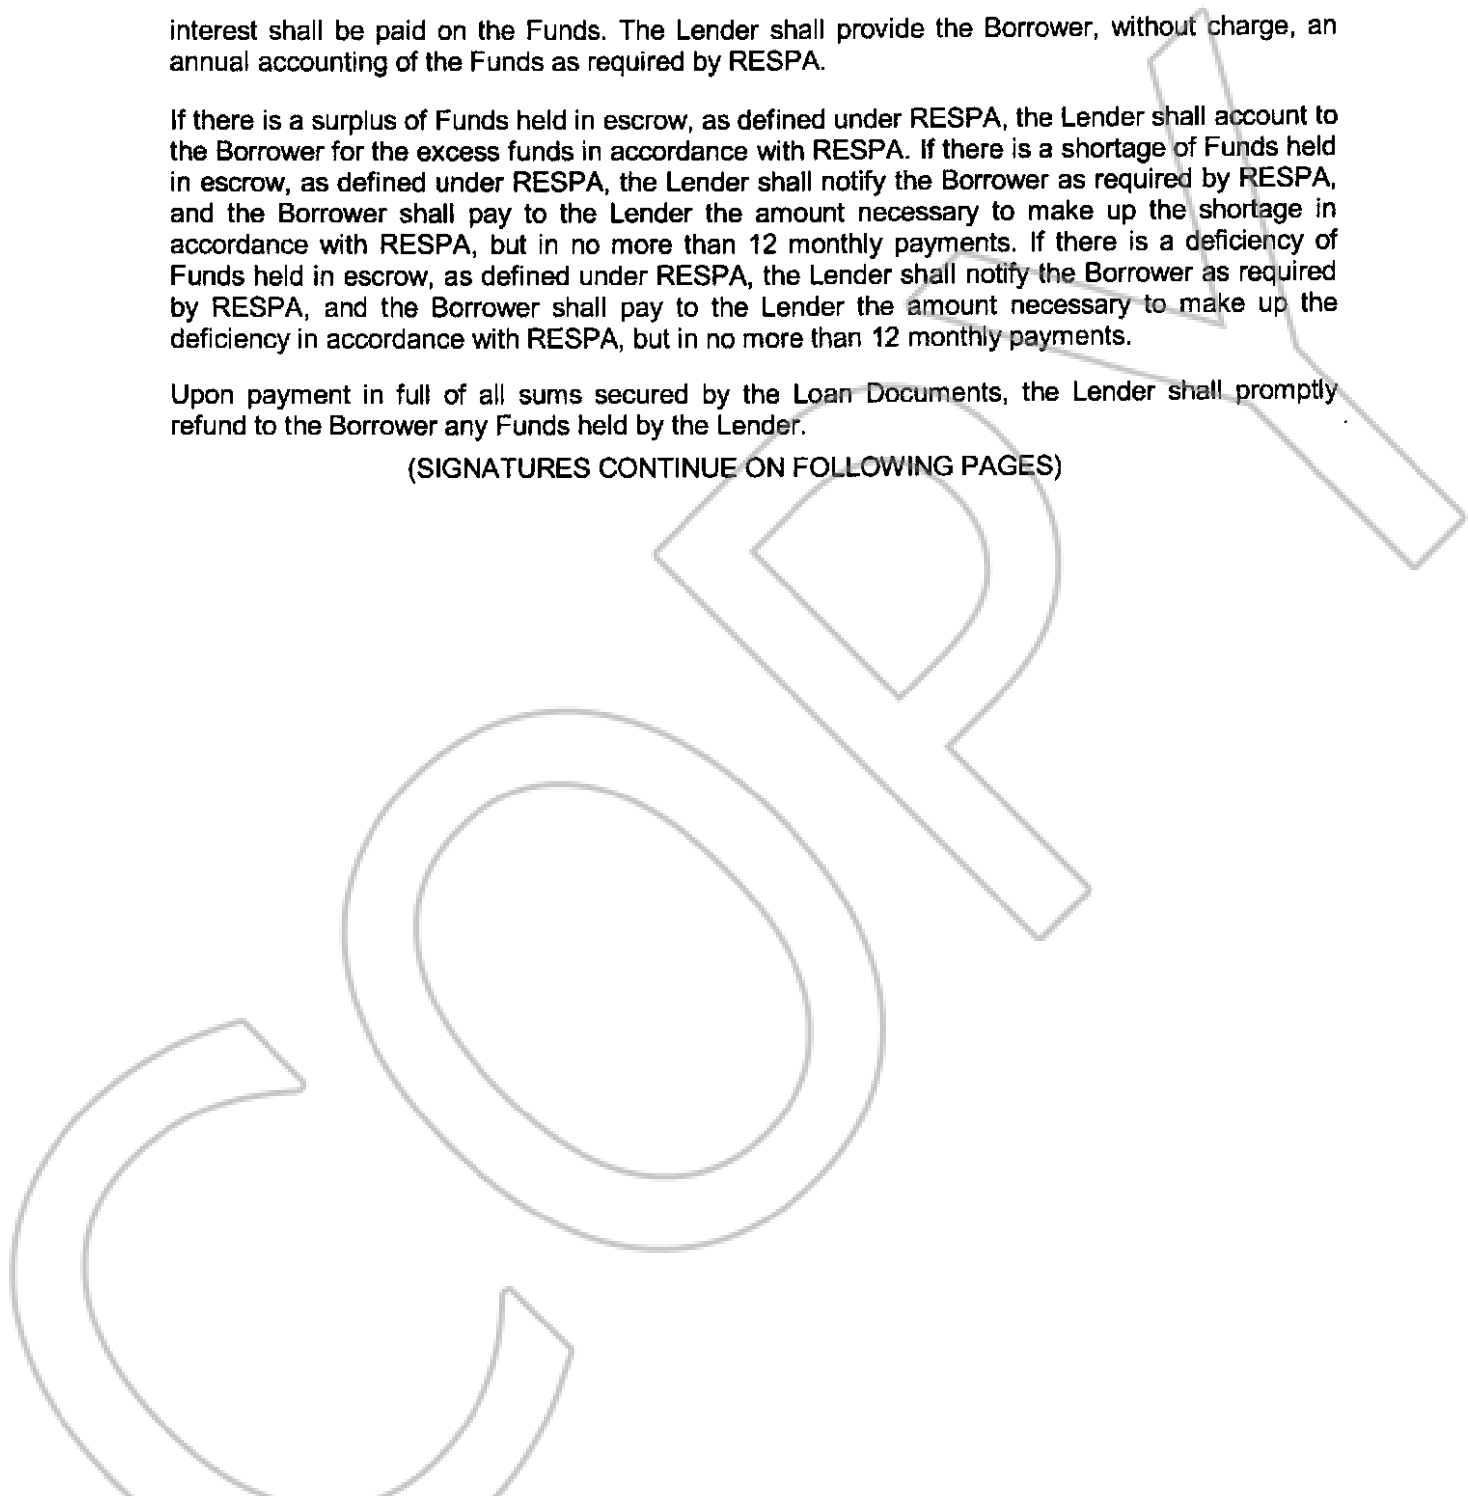 interest shall be paid on the Funds. The Lender shall provide the Borrower, without charge, an
annual accounting of the Funds as required by RESPA.
If there is a surplus of Funds held in escrow, as defined under RESPA, the Lender shall account to
the Borrower for the excess funds in accordance with RESPA. If there is a shortage of Funds held
in escrow, as defined under RESPA, the Lender shall notify the Borrower as required by RESPA,
and the Borrower shall pay to the Lender the amount necessary to make up the shortage in
accordance with RESPA, but in no more than 12 monthly payments. If there is a deficiency of
Funds held in escrow, as defined under RESPA, the Lender shall notify the Borrower as required
by RESPA, and the Borrower shall pay to the Lender the amount necessary to make up the
deficiency in accordance with RESPA, but in no more than 12 monthly payments.
Upon payment in full of all sums secured by the Loan Documents, the Lender shall promptly
refund to the Borrower any Funds held by the Lender.
(SIGNATURES CONTINUE ON FOLLOWING PAGES)
COPY